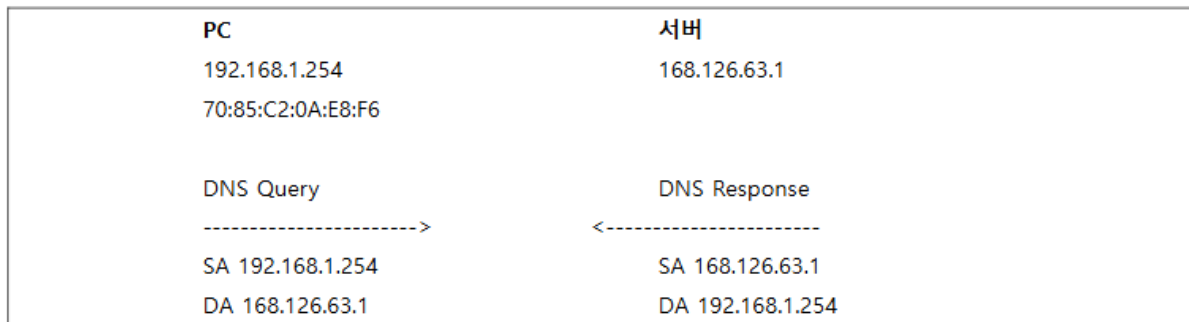 PC 서버
192.168.1.254 168.126.63.1
70:85:C2:0A:E8:F6
DNS Query DNS Response
-----------------------> <-----------------------
SA 192.168.1.254 SA 168.126.63.1
DA 168.126.63.1 DA 192.168.1.254